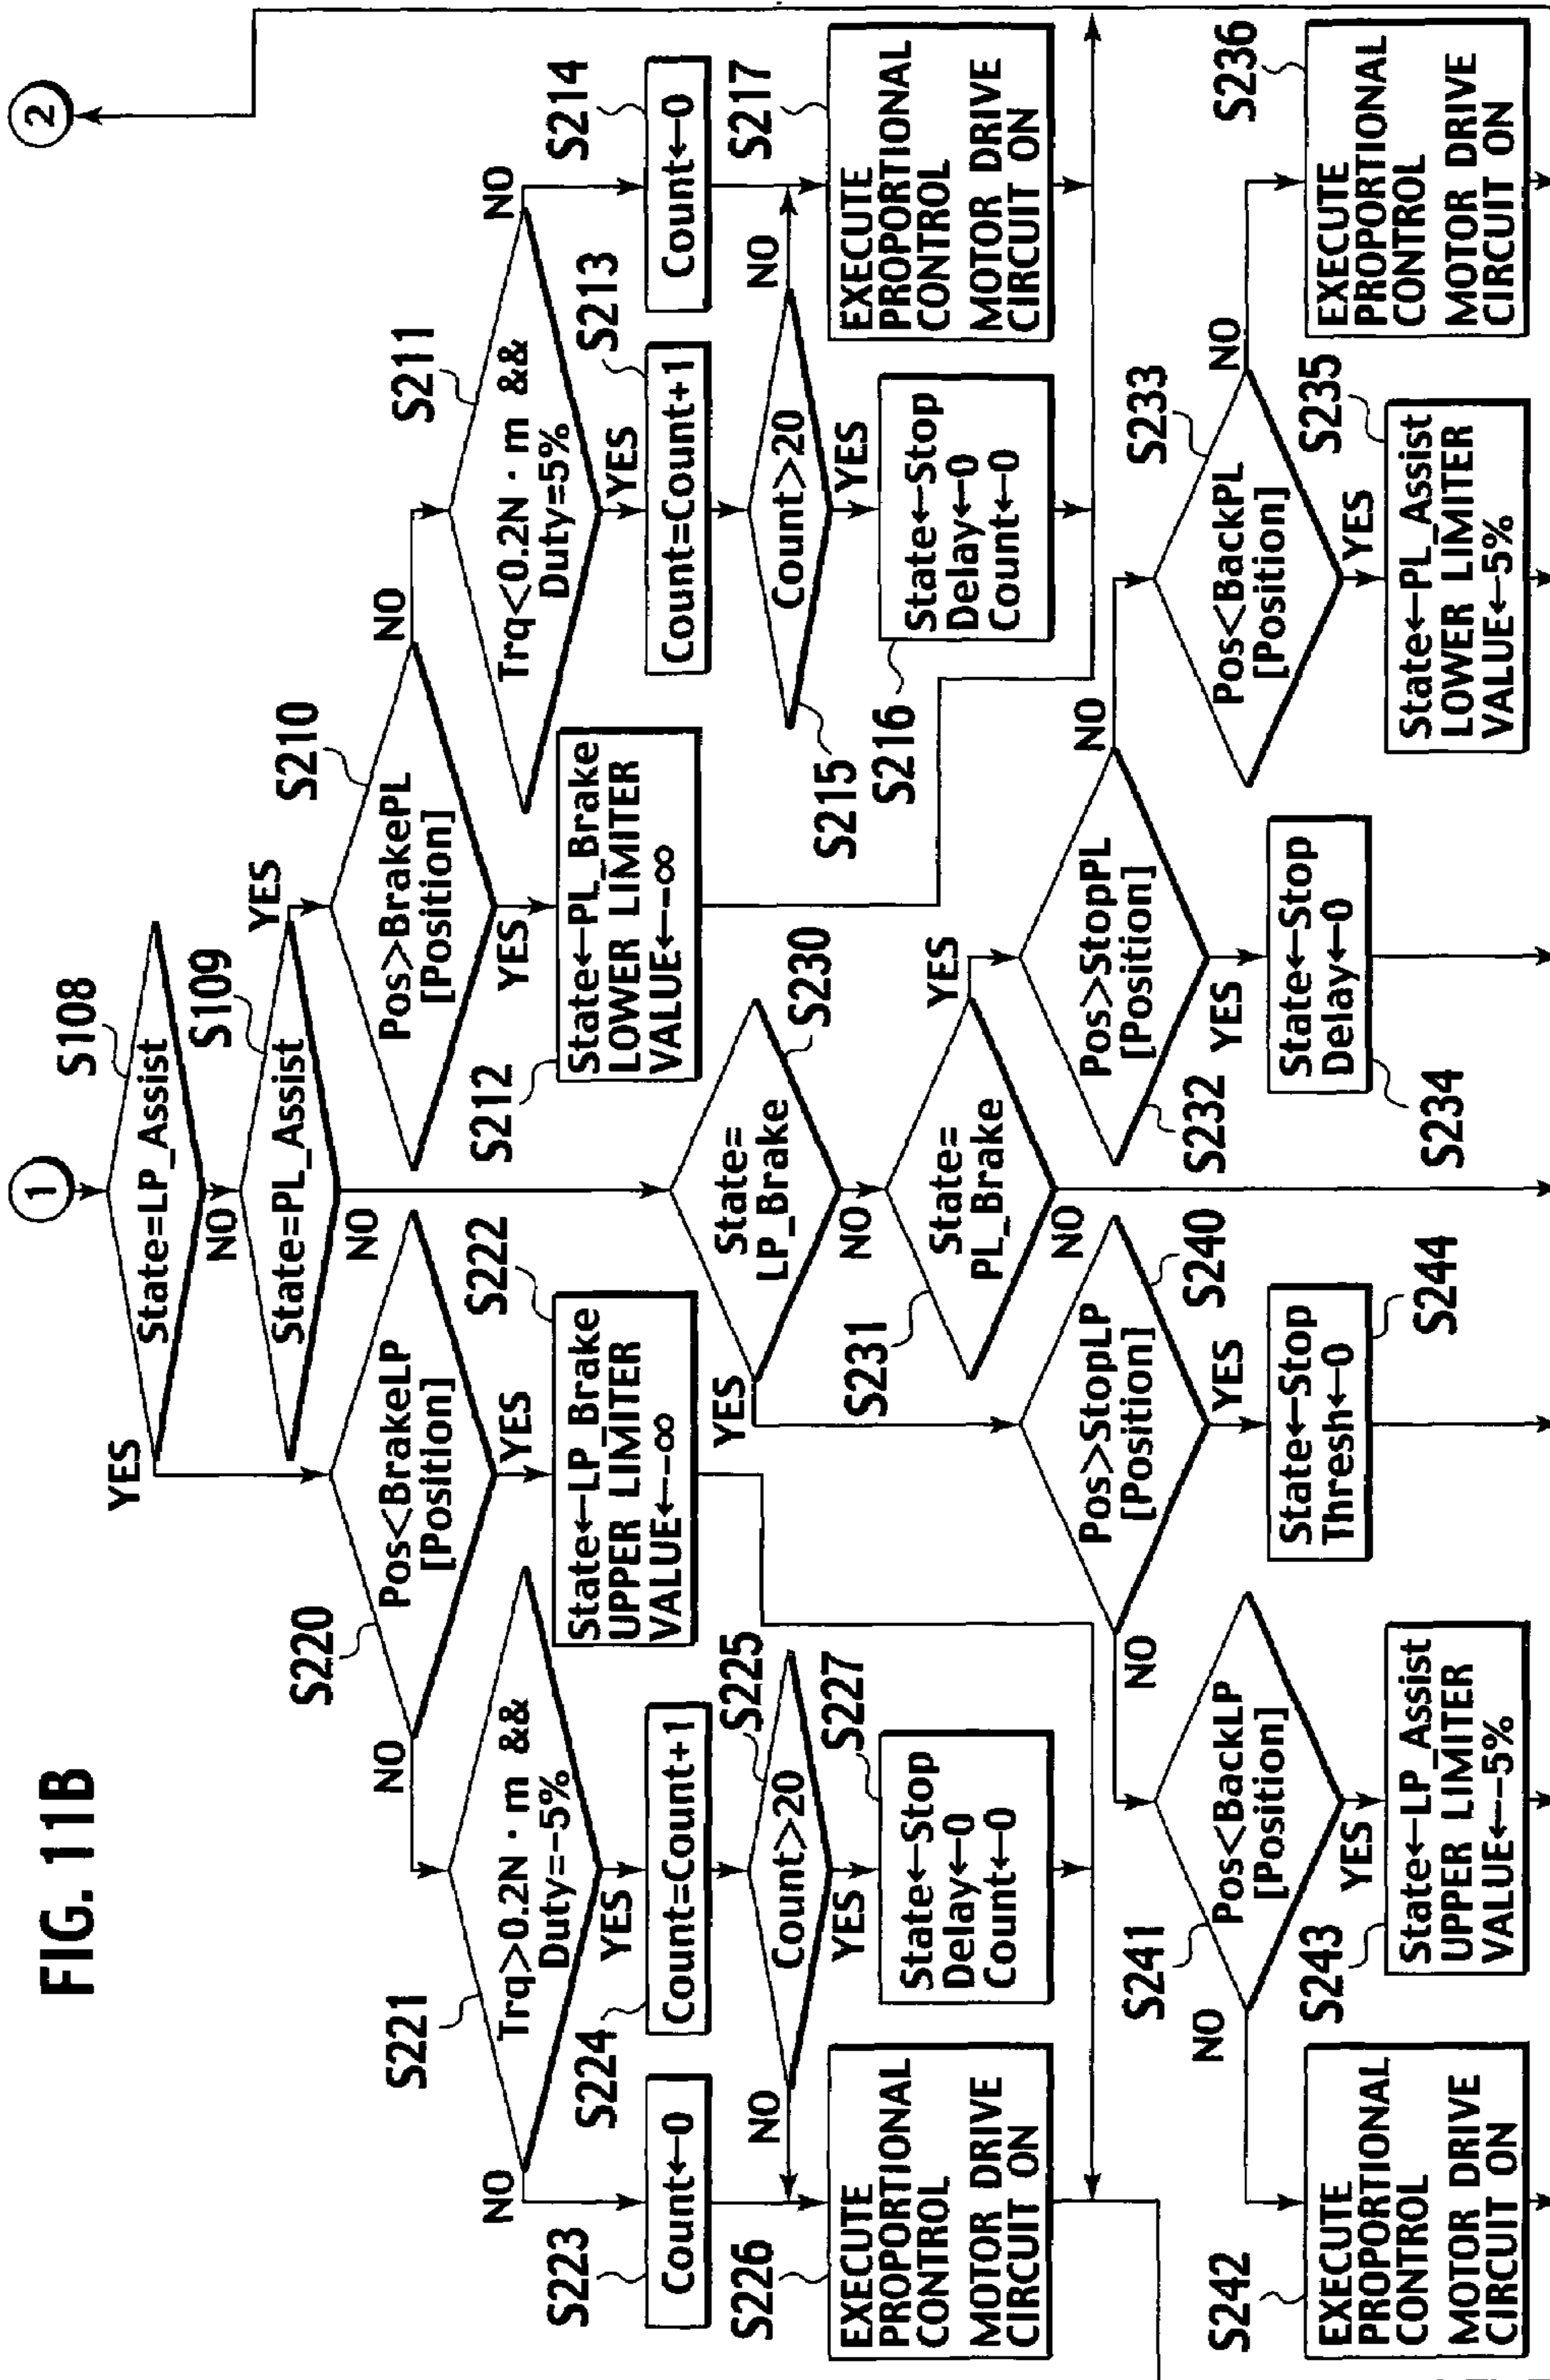 FIG. 11B
1
2
S108
State=LP_Assist
YES
NO
S109
State=PL_Assist
YES
NO
S220
Pos<BrakeLP
[Position]
NO
YES
S210
Pos>BrakePL
[Position]
YES
NO
S221
Trq>0.2N・m &&
Duty=-5%
NO
YES
S222
State←LP_Brake
UPPER LIMITER
VALUE←-∞
S212
State←PL_Brake
LOWER LIMITER
VALUE←-∞
S211
Trq<0.2N・m &&
Duty=5%
YES
NO
S223
Count←0
S224
Count=Count+1
S213
Count=Count+1
S214
Count←0
S225
Count>20
NO
YES
S215
Count>20
YES
NO
S226
EXECUTE
PROPORTIONAL
CONTROL
MOTOR DRIVE
CIRCUIT ON
S227
State←Stop
Delay←0
Count←0
S216
State←Stop
Delay←0
Count←0
S217
EXECUTE
PROPORTIONAL
CONTROL
MOTOR DRIVE
CIRCUIT ON
S230
State=
LP_Brake
YES
NO
S231
State=
PL_Brake
YES
NO
S240
Pos>StopLP
[Position]
NO
YES
S232
Pos>StopPL
[Position]
YES
NO
S241
Pos<BackLP
[Position]
NO
YES
S233
Pos<BackPL
[Position]
YES
NO
S242
EXECUTE
PROPORTIONAL
CONTROL
MOTOR DRIVE
CIRCUIT ON
S243
State←LP_Assist
UPPER LIMITER
VALUE←-5%
S244
State←Stop
Thresh←0
S234
State←Stop
Delay←0
S235
State←PL_Assist
LOWER LIMITER
VALUE←5%
S236
EXECUTE
PROPORTIONAL
CONTROL
MOTOR DRIVE
CIRCUIT ON